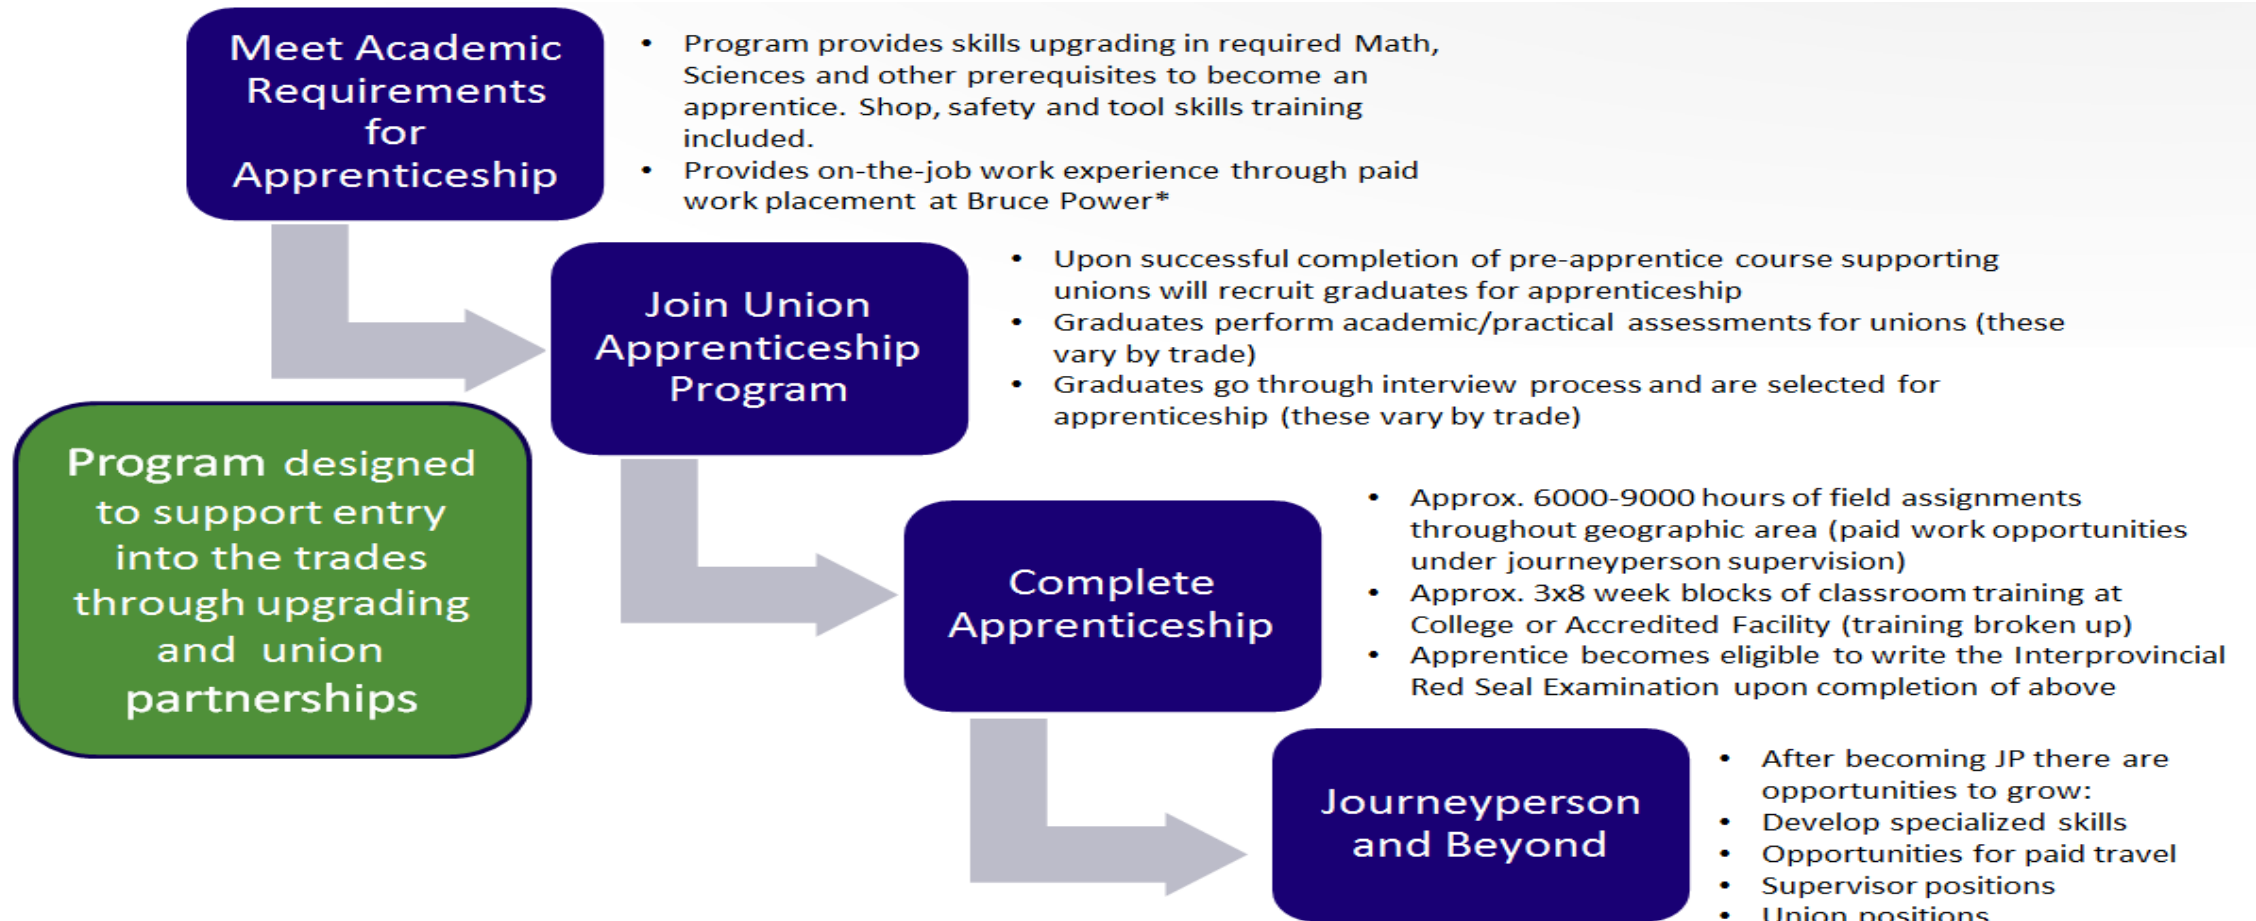 Meet Academic
Requirements
for
Apprenticeship
• Program provides skills upgrading in required Math,
Sciences and other prerequisites to become an
apprentice. Shop, safety and tool skills training
included.
• Provides on-the-job work experience through paid
work placement at Bruce Power*
Join Union
Apprenticeship
Program
• Upon successful completion of pre-apprentice course supporting
unions will recruit graduates for apprenticeship
• Graduates perform academic/practical assessments for unions (these
vary by trade)
• Graduates go through interview process and are selected for
apprenticeship (these vary by trade)
Program designed
to support entry
into the trades
through upgrading
and union
partnerships
Complete
Apprenticeship
• Approx. 6000-9000 hours of field assignments
throughout geographic area (paid work opportunities
under journeyperson supervision)
• Approx. 3x8 week blocks of classroom training at
College or Accredited Facility (training broken up)
• Apprentice becomes eligible to write the Interprovincial
Red Seal Examination upon completion of above
Journeyperson
and Beyond
• After becoming JP there are
opportunities to grow:
• Develop specialized skills
• Opportunities for paid travel
• Supervisor positions
• Union positions